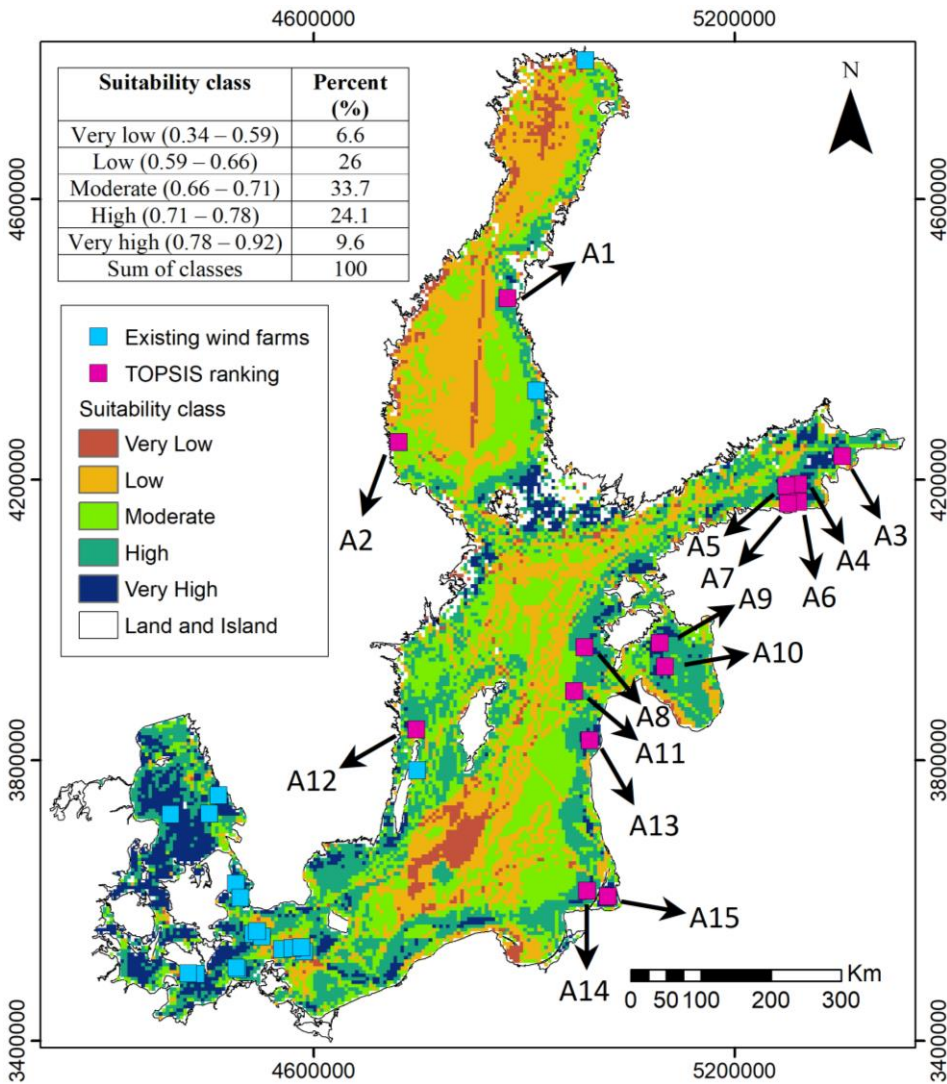 4600000 5200000
Suitability class Percent (%)
Very low (0.34 – 0.59) 6.6
Low (0.59 – 0.66) 26
Moderate (0.66 – 0.71) 33.7
High (0.71 – 0.78) 24.1
Very high (0.78 – 0.92) 9.6
Sum of classes 100
N
4600000 4600000
A1
Existing wind farms
TOPSIS ranking
Suitability class
Very Low
Low
Moderate
High
Very High
Land and Island
4200000 4200000
A2
A5
A7
A6
A4
A3
A9
A10
A8
A11
A12
A13
3800000 3800000
A15
A14
Km
0 50 100 200 300
3400000 3400000
4600000 5200000